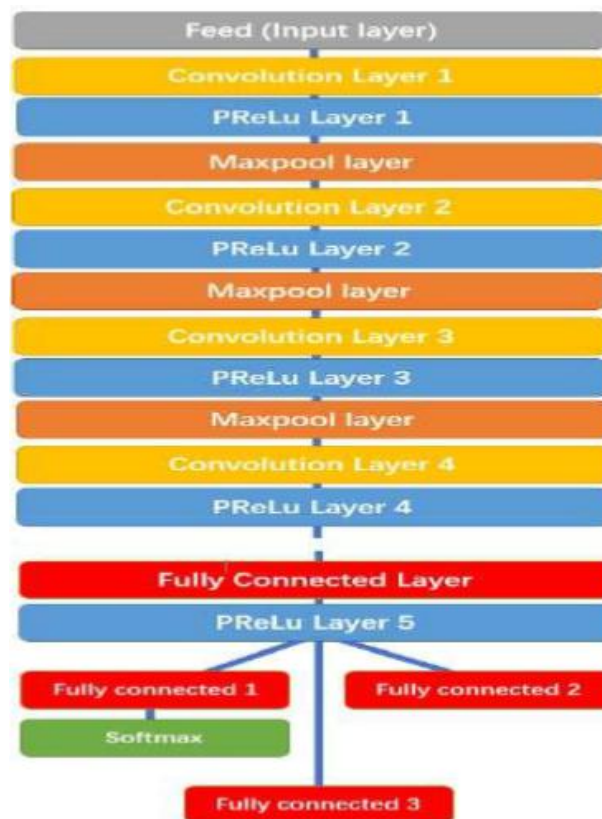 Feed (Input layer)
Convolution Layer 1
PReLu Layer 1
Maxpool layer
Convolution Layer 2
PReLu Layer 2
Maxpool layer
Convolution Layer 3
PReLu Layer 3
Maxpool layer
Convolution Layer 4
PReLu Layer 4
Fully Connected Layer
PReLu Layer 5
Fully connected 1
Fully connected 2
Softmax
Fully connected 3